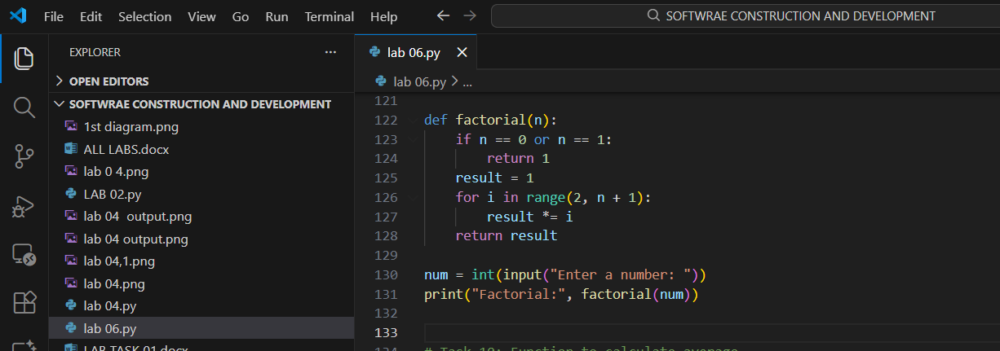 File Edit Selection View Go Run Terminal Help
SOFTWRAE CONSTRUCTION AND DEVELOPMENT
EXPLORER
OPEN EDITORS
SOFTWRAE CONSTRUCTION AND DEVELOPMENT
1st diagram.png
ALL LABS.docx
lab 0 4.png
LAB 02.py
lab 04  output.png
lab 04 output.png
lab 04,1.png
lab 04.png
lab 04.py
lab 06.py
LAB TASK 01.docx
lab 06.py
lab 06.py > ...
121
122 def factorial(n):
123     if n == 0 or n == 1:
124         return 1
125     result = 1
126     for i in range(2, n + 1):
127         result *= i
128     return result
129
130 num = int(input("Enter a number: "))
131 print("Factorial:", factorial(num))
132
133
134 # Task 10: Function to calculate average